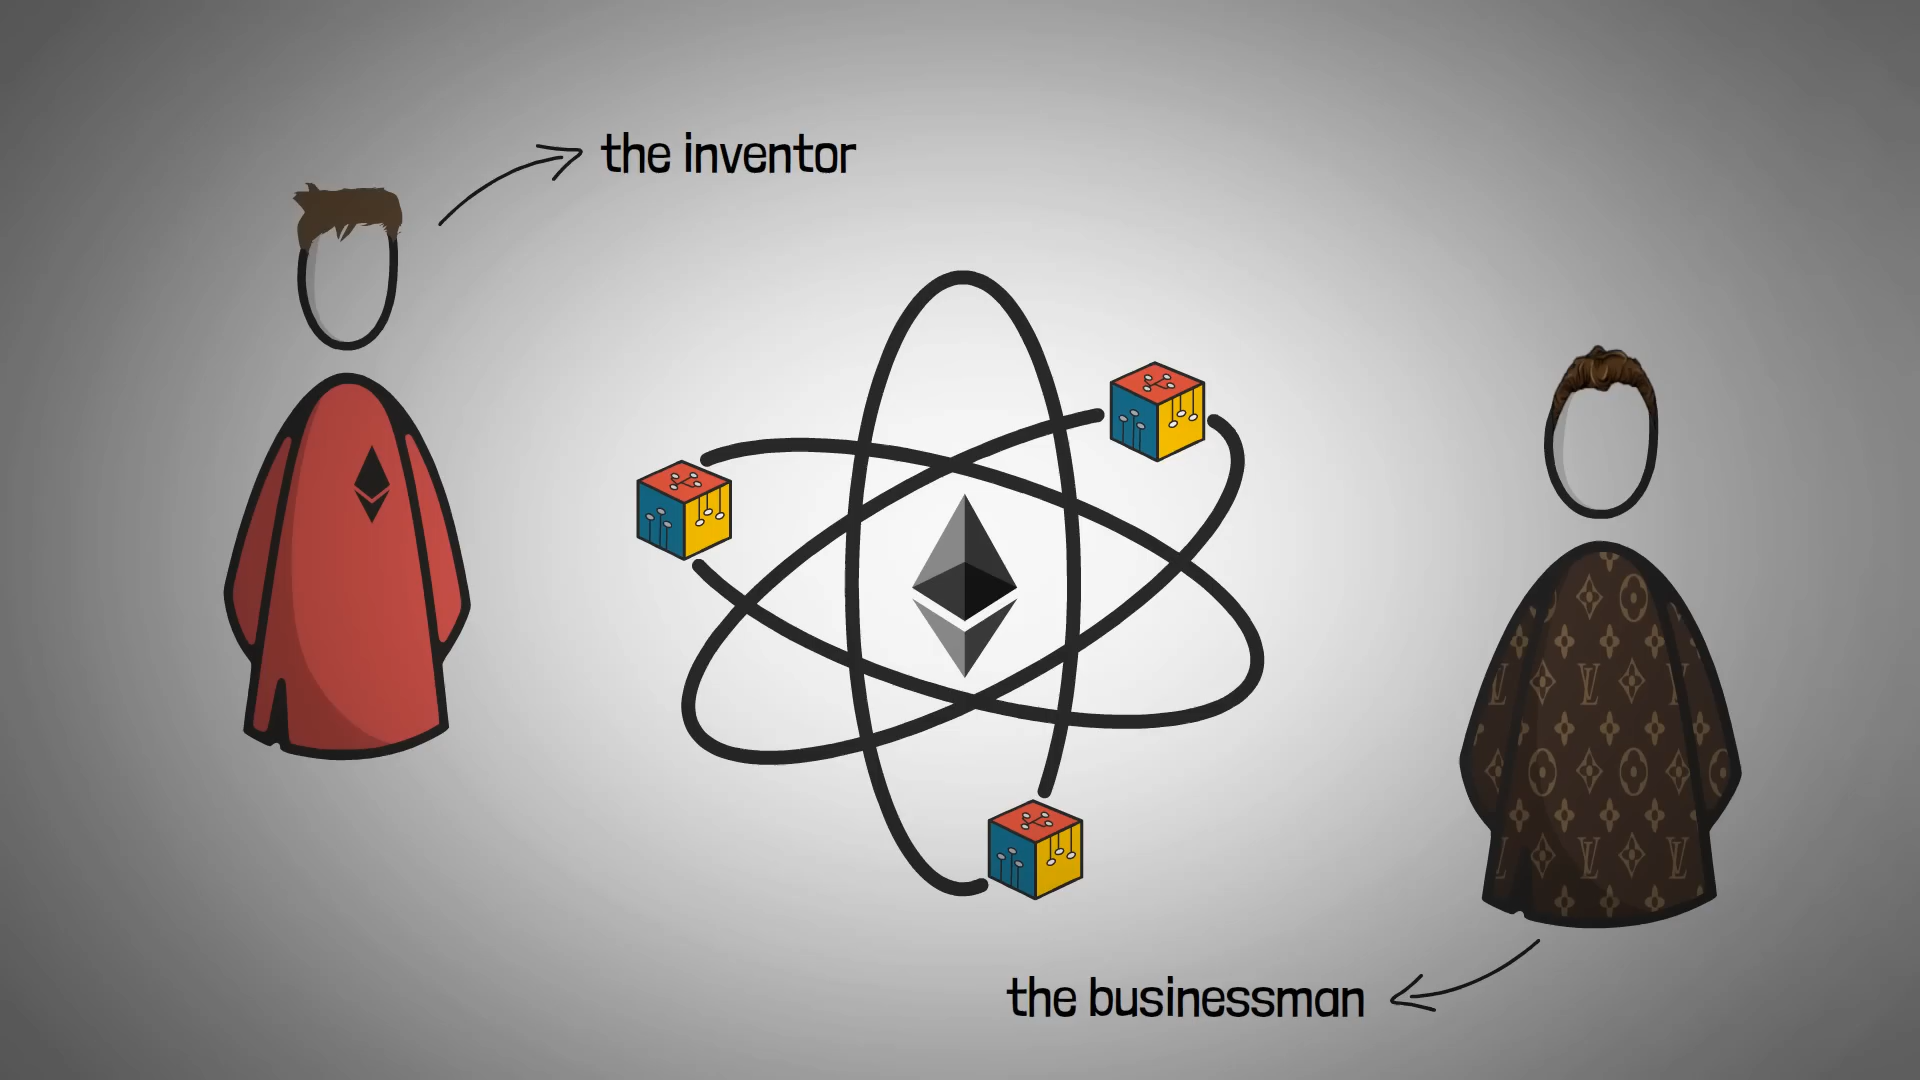 the inventor
the businessman